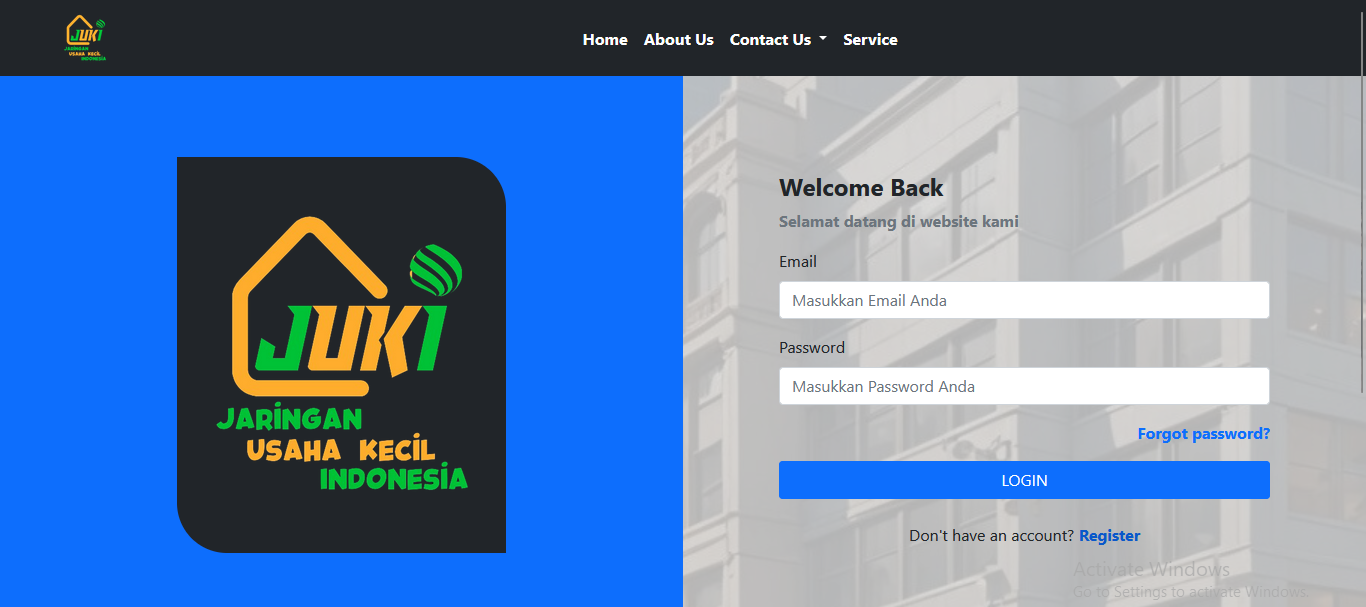 JUKI
JARINGAN
USAHA KECIL
INDONESIA
Home About Us Contact Us Service
JUKI
JARINGAN
USAHA KECIL
INDONESIA
Welcome Back
Selamat datang di website kami
Email
Masukkan Email Anda
Password
Masukkan Password Anda
Forgot password?
LOGIN
Don't have an account? Register
Activate Windows
Go to Settings to activate Windows.